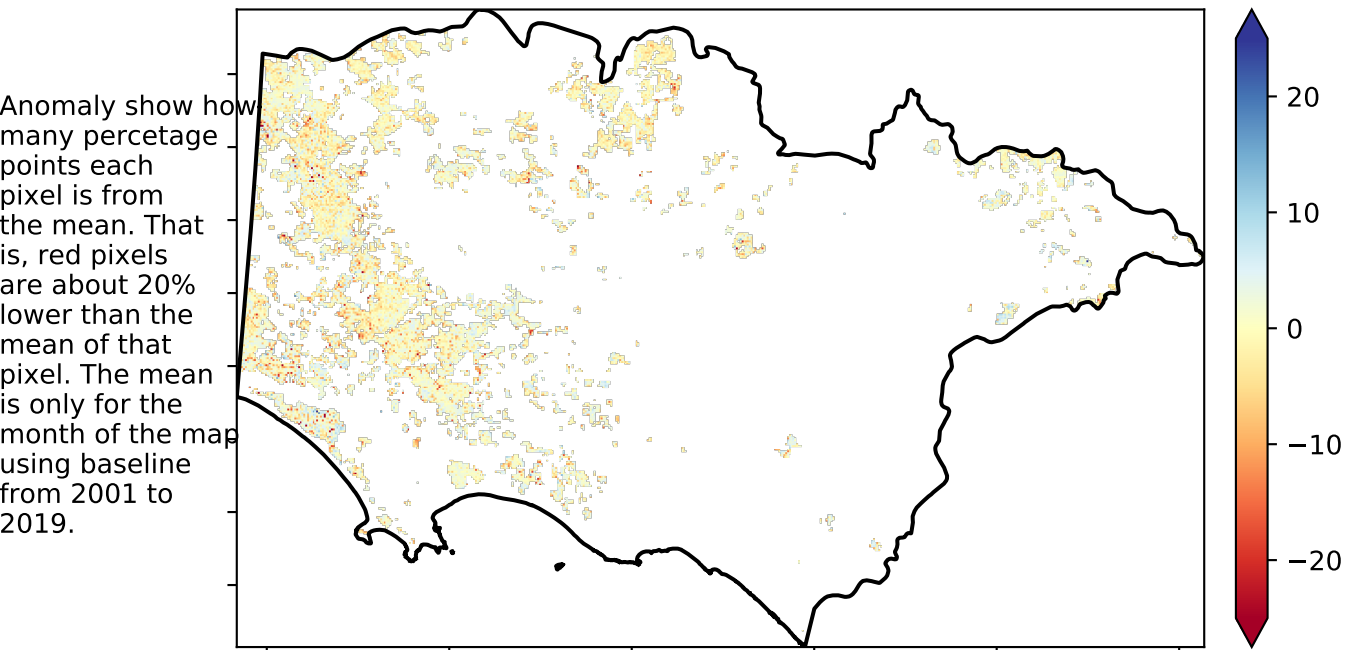 Anomaly show how
many percetage
points each
pixel is from
the mean. That
is, red pixels
are about 20%
lower than the
mean of that
pixel. The mean
is only for the
month of the map
using baseline
from 2001 to
2019.
20
10
0
−10
−20